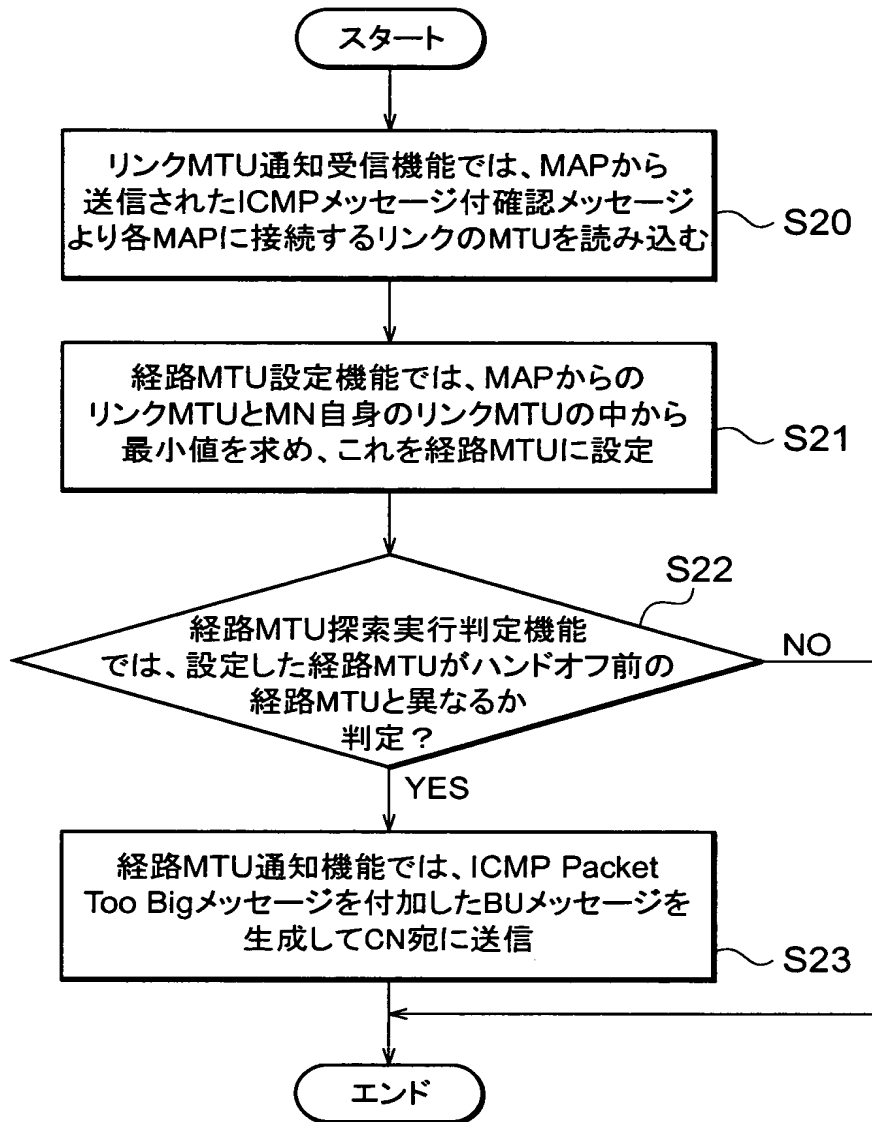 スタート
リンクMTU通知受信機能では、MAPから
送信されたICMPメッセージ付確認メッセージ
より各MAPに接続するリンクのMTUを読み込む
S20
経路MTU設定機能では、MAPからの
リンクMTUとMN自身のリンクMTUの中から
最小値を求め、これを経路MTUに設定
S21
S22
経路MTU探索実行判定機能
では、設定した経路MTUがハンドオフ前の
経路MTUと異なるか
判定？
NO
YES
経路MTU通知機能では、ICMP Packet
Too Bigメッセージを付加したBUメッセージを
生成してCN宛に送信
S23
エンド